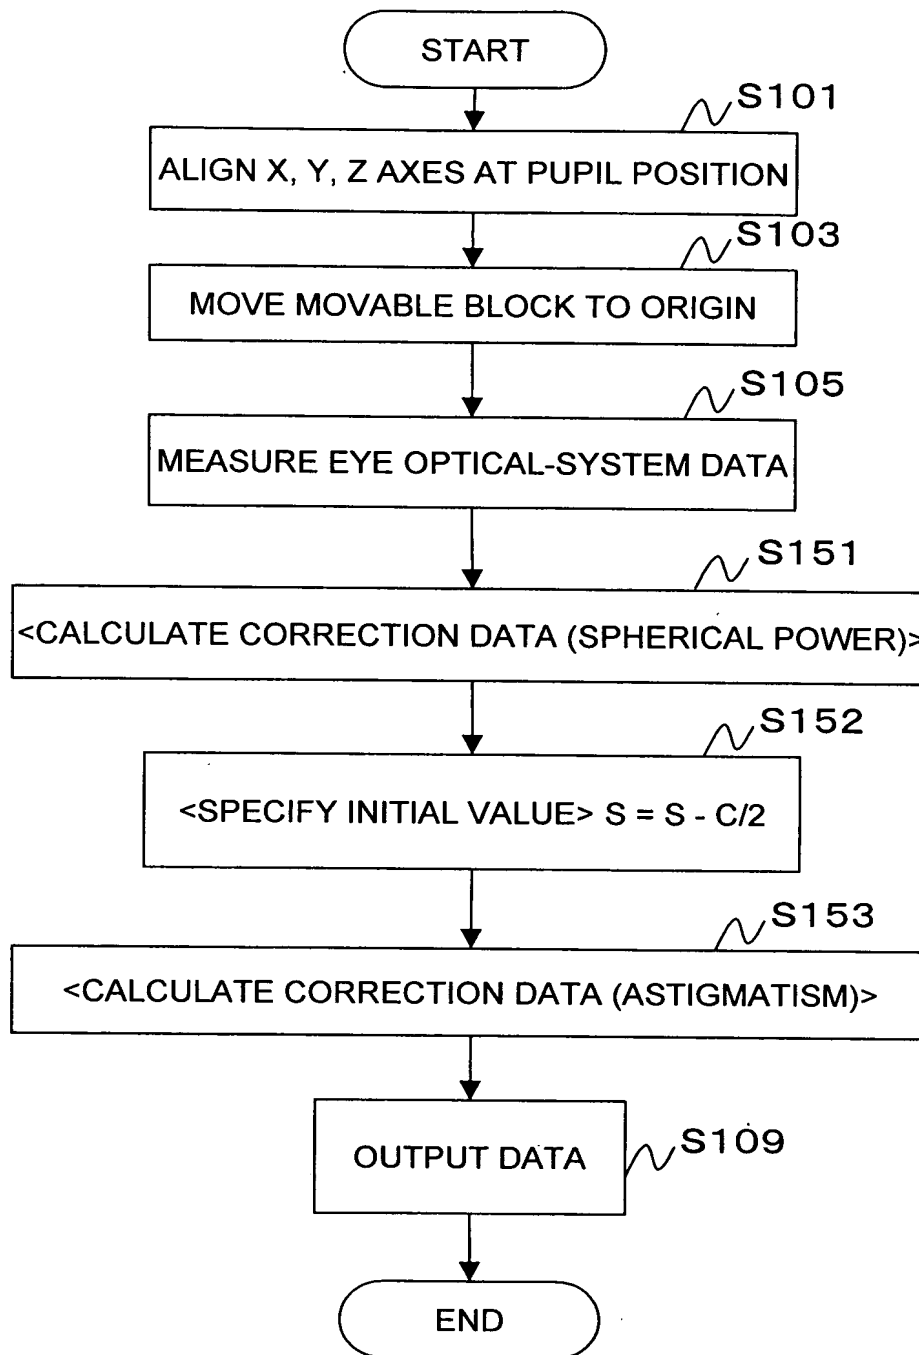 START
S101
ALIGN X, Y, Z AXES AT PUPIL POSITION
S103
MOVE MOVABLE BLOCK TO ORIGIN
S105
MEASURE EYE OPTICAL-SYSTEM DATA
S151
<CALCULATE CORRECTION DATA (SPHERICAL POWER)>
S152
<SPECIFY INITIAL VALUE> S = S - C/2
S153
<CALCULATE CORRECTION DATA (ASTIGMATISM)>
OUTPUT DATA
S109
END